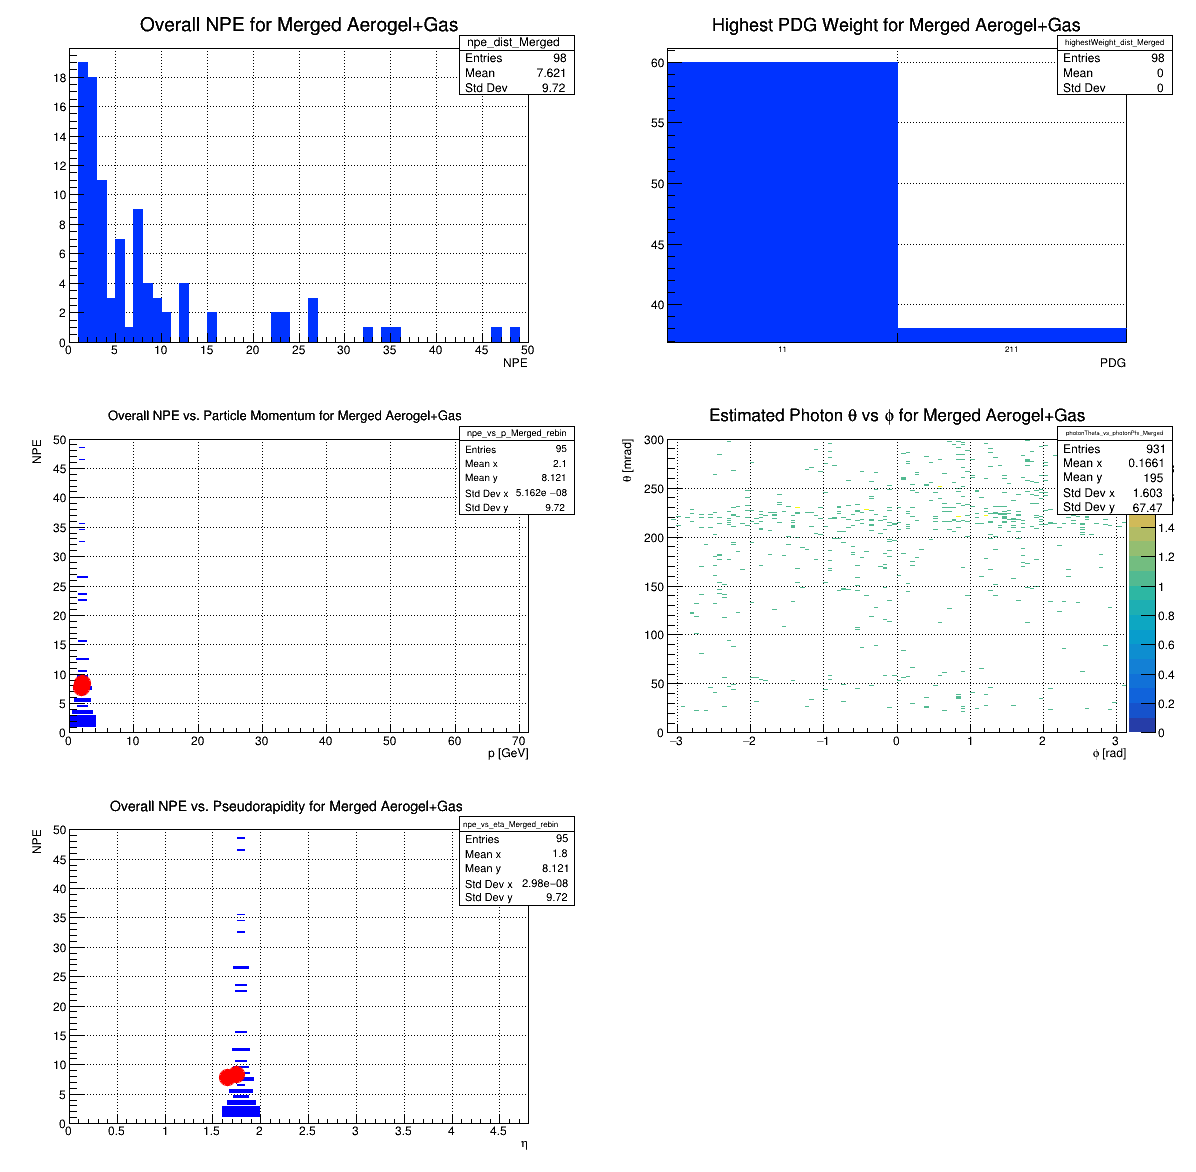 Overall NPE for Merged Aerogel+Gas
npe_dist_Merged
Entries 98
Mean 7.621
Std Dev 9.72
18
16
14
12
10
8
6
4
2
0
0 5 10 15 20 25 30 35 40 45 50
NPE
Highest PDG Weight for Merged Aerogel+Gas
highestWeight_dist_Merged
Entries 98
Mean 0
Std Dev 0
60
55
50
45
40
11 211
PDG
Overall NPE vs. Particle Momentum for Merged Aerogel+Gas
NPE
npe_vs_p_Merged_rebin
Entries 95
Mean x 2.1
Mean y 8.121
Std Dev x 5.162e −08
Std Dev y 9.72
50
45
40
35
30
25
20
15
10
5
0
0 10 20 30 40 50 60 70
p [GeV]
Estimated Photon θ vs ϕ for Merged Aerogel+Gas
θ [mrad]
photonTheta_vs_photonPhi_Merged
Entries 931
Mean x 0.1661
Mean y 195
Std Dev x 1.603
Std Dev y 67.47
300
250
200
150
100
50
0
−3 −2 −1 0 1 2 3
ϕ [rad]
1.4
1.2
1
0.8
0.6
0.4
0.2
0
Overall NPE vs. Pseudorapidity for Merged Aerogel+Gas
NPE
npe_vs_eta_Merged_rebin
Entries 95
Mean x 1.8
Mean y 8.121
Std Dev x 2.98e−08
Std Dev y 9.72
50
45
40
35
30
25
20
15
10
5
0
0 0.5 1 1.5 2 2.5 3 3.5 4 4.5
η